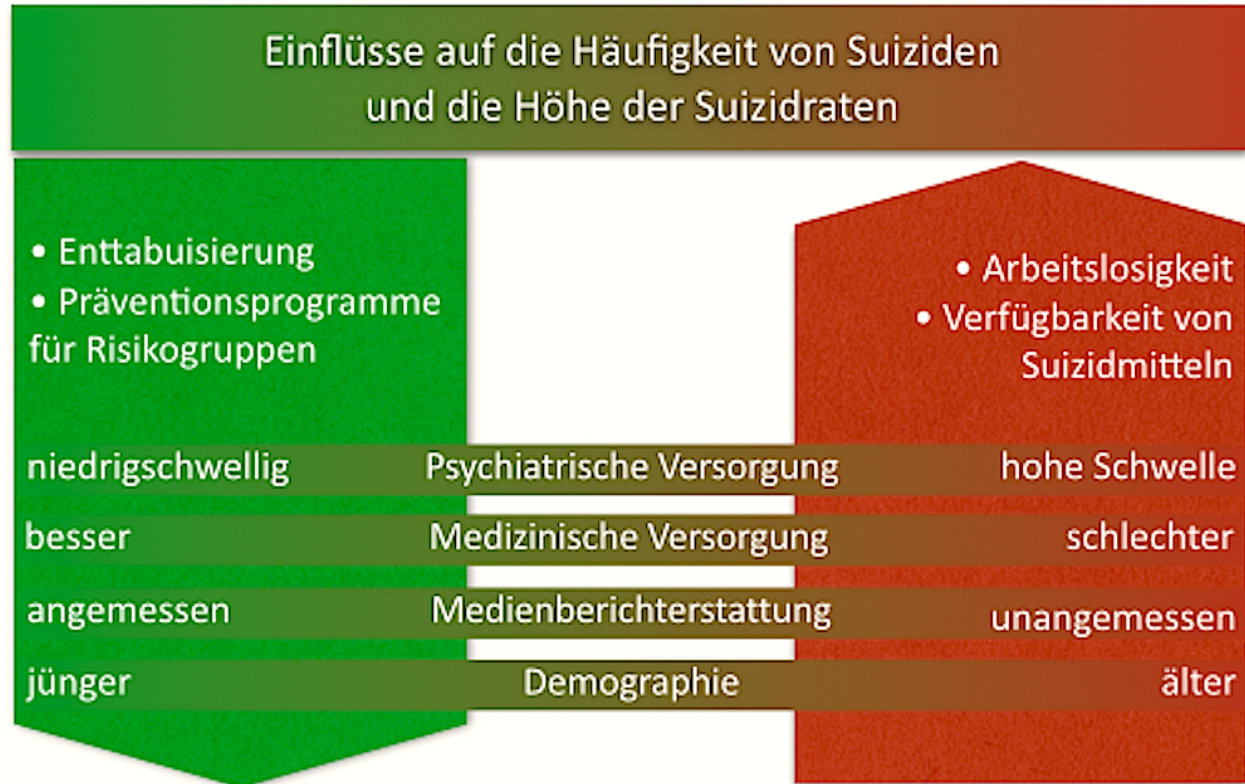 Einflüsse auf die Häufigkeit von Suiziden
und die Höhe der Suizidraten
• Enttabuisierung
• Präventionsprogramme
für Risikogruppen
• Arbeitslosigkeit
• Verfügbarkeit von
Suizidmitteln
niedrigschwellig Psychiatrische Versorgung hohe Schwelle
besser Medizinische Versorgung schlechter
angemessen Medienberichterstattung unangemessen
jünger Demographie älter